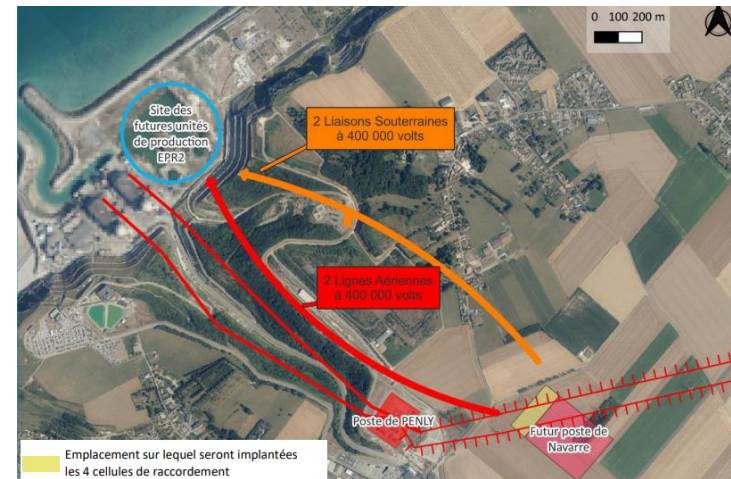 0 100 200 m
Site des
futures unités
de production
EPR2
2 Liaisons Souterraines
à 400 000 volts
2 Lignes Aériennes
à 400 000 volts
Poste de PENLY
Futur poste de
Navarre
Emplacement sur lequel seront implantées
les 4 cellules de raccordement